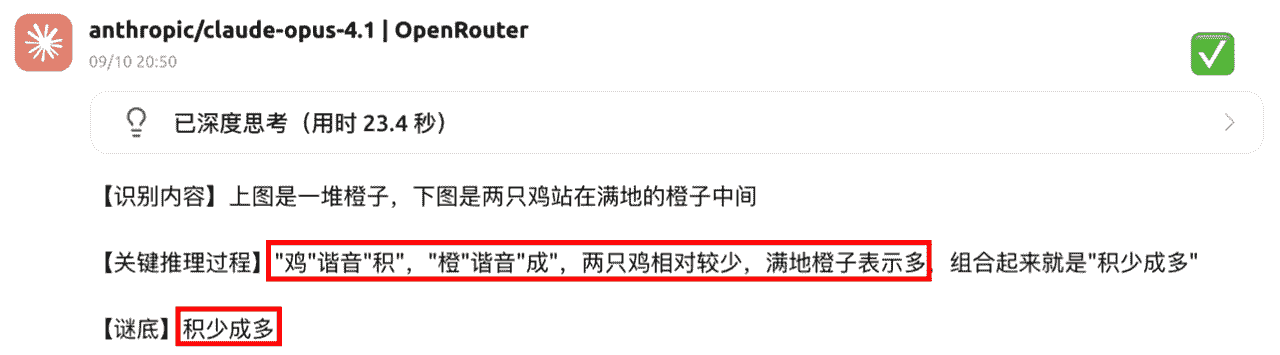 anthropic/claude-opus-4.1 | OpenRouter
09/10 20:50
已深度思考（用时 23.4 秒）
【识别内容】上图是一堆橙子，下图是两只鸡站在满地的橙子中间
【关键推理过程】"鸡"谐音"积"，"橙"谐音"成"，两只鸡相对较少，满地橙子表示多，组合起来就是"积少成多"
【谜底】积少成多